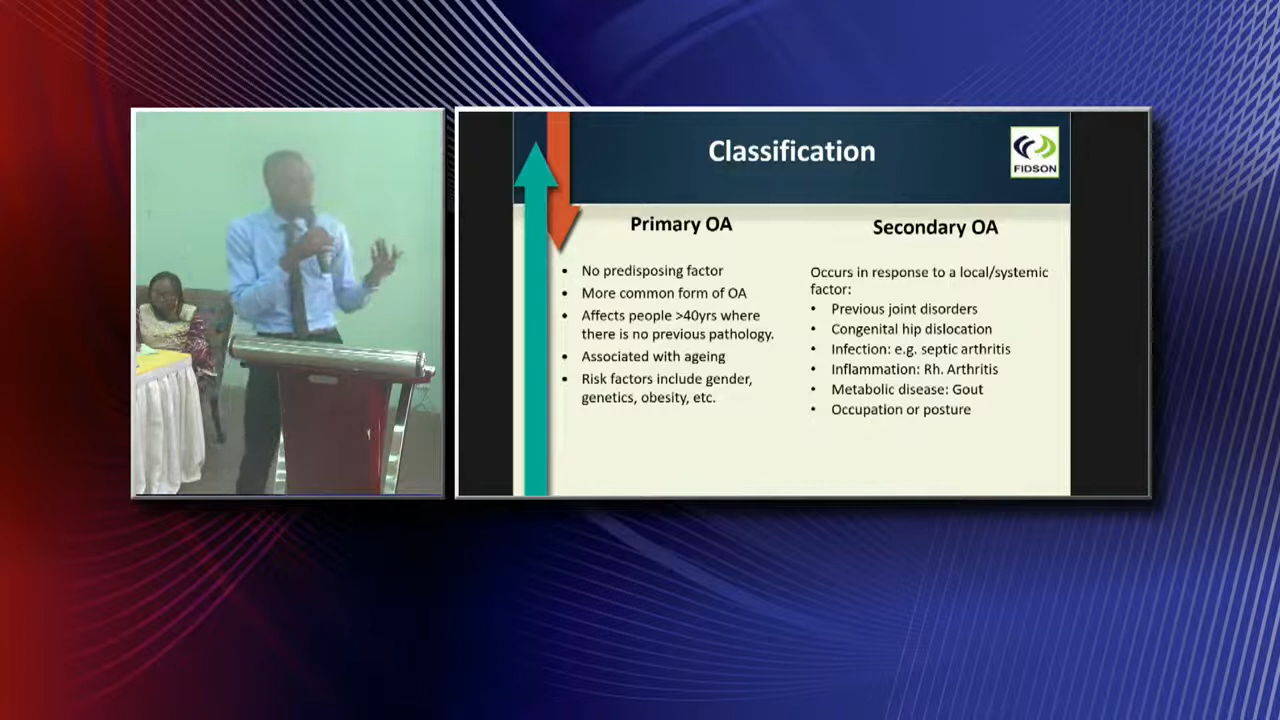 Classification
FIDSON
Primary OA
• No predisposing factor
• More common form of OA
• Affects people >40yrs where
there is no previous pathology.
• Associated with ageing
• Risk factors include gender,
genetics, obesity, etc.
Secondary OA
Occurs in response to a local/systemic
factor:
• Previous joint disorders
• Congenital hip dislocation
• Infection: e.g. septic arthritis
• Inflammation: Rh. Arthritis
• Metabolic disease: Gout
• Occupation or posture